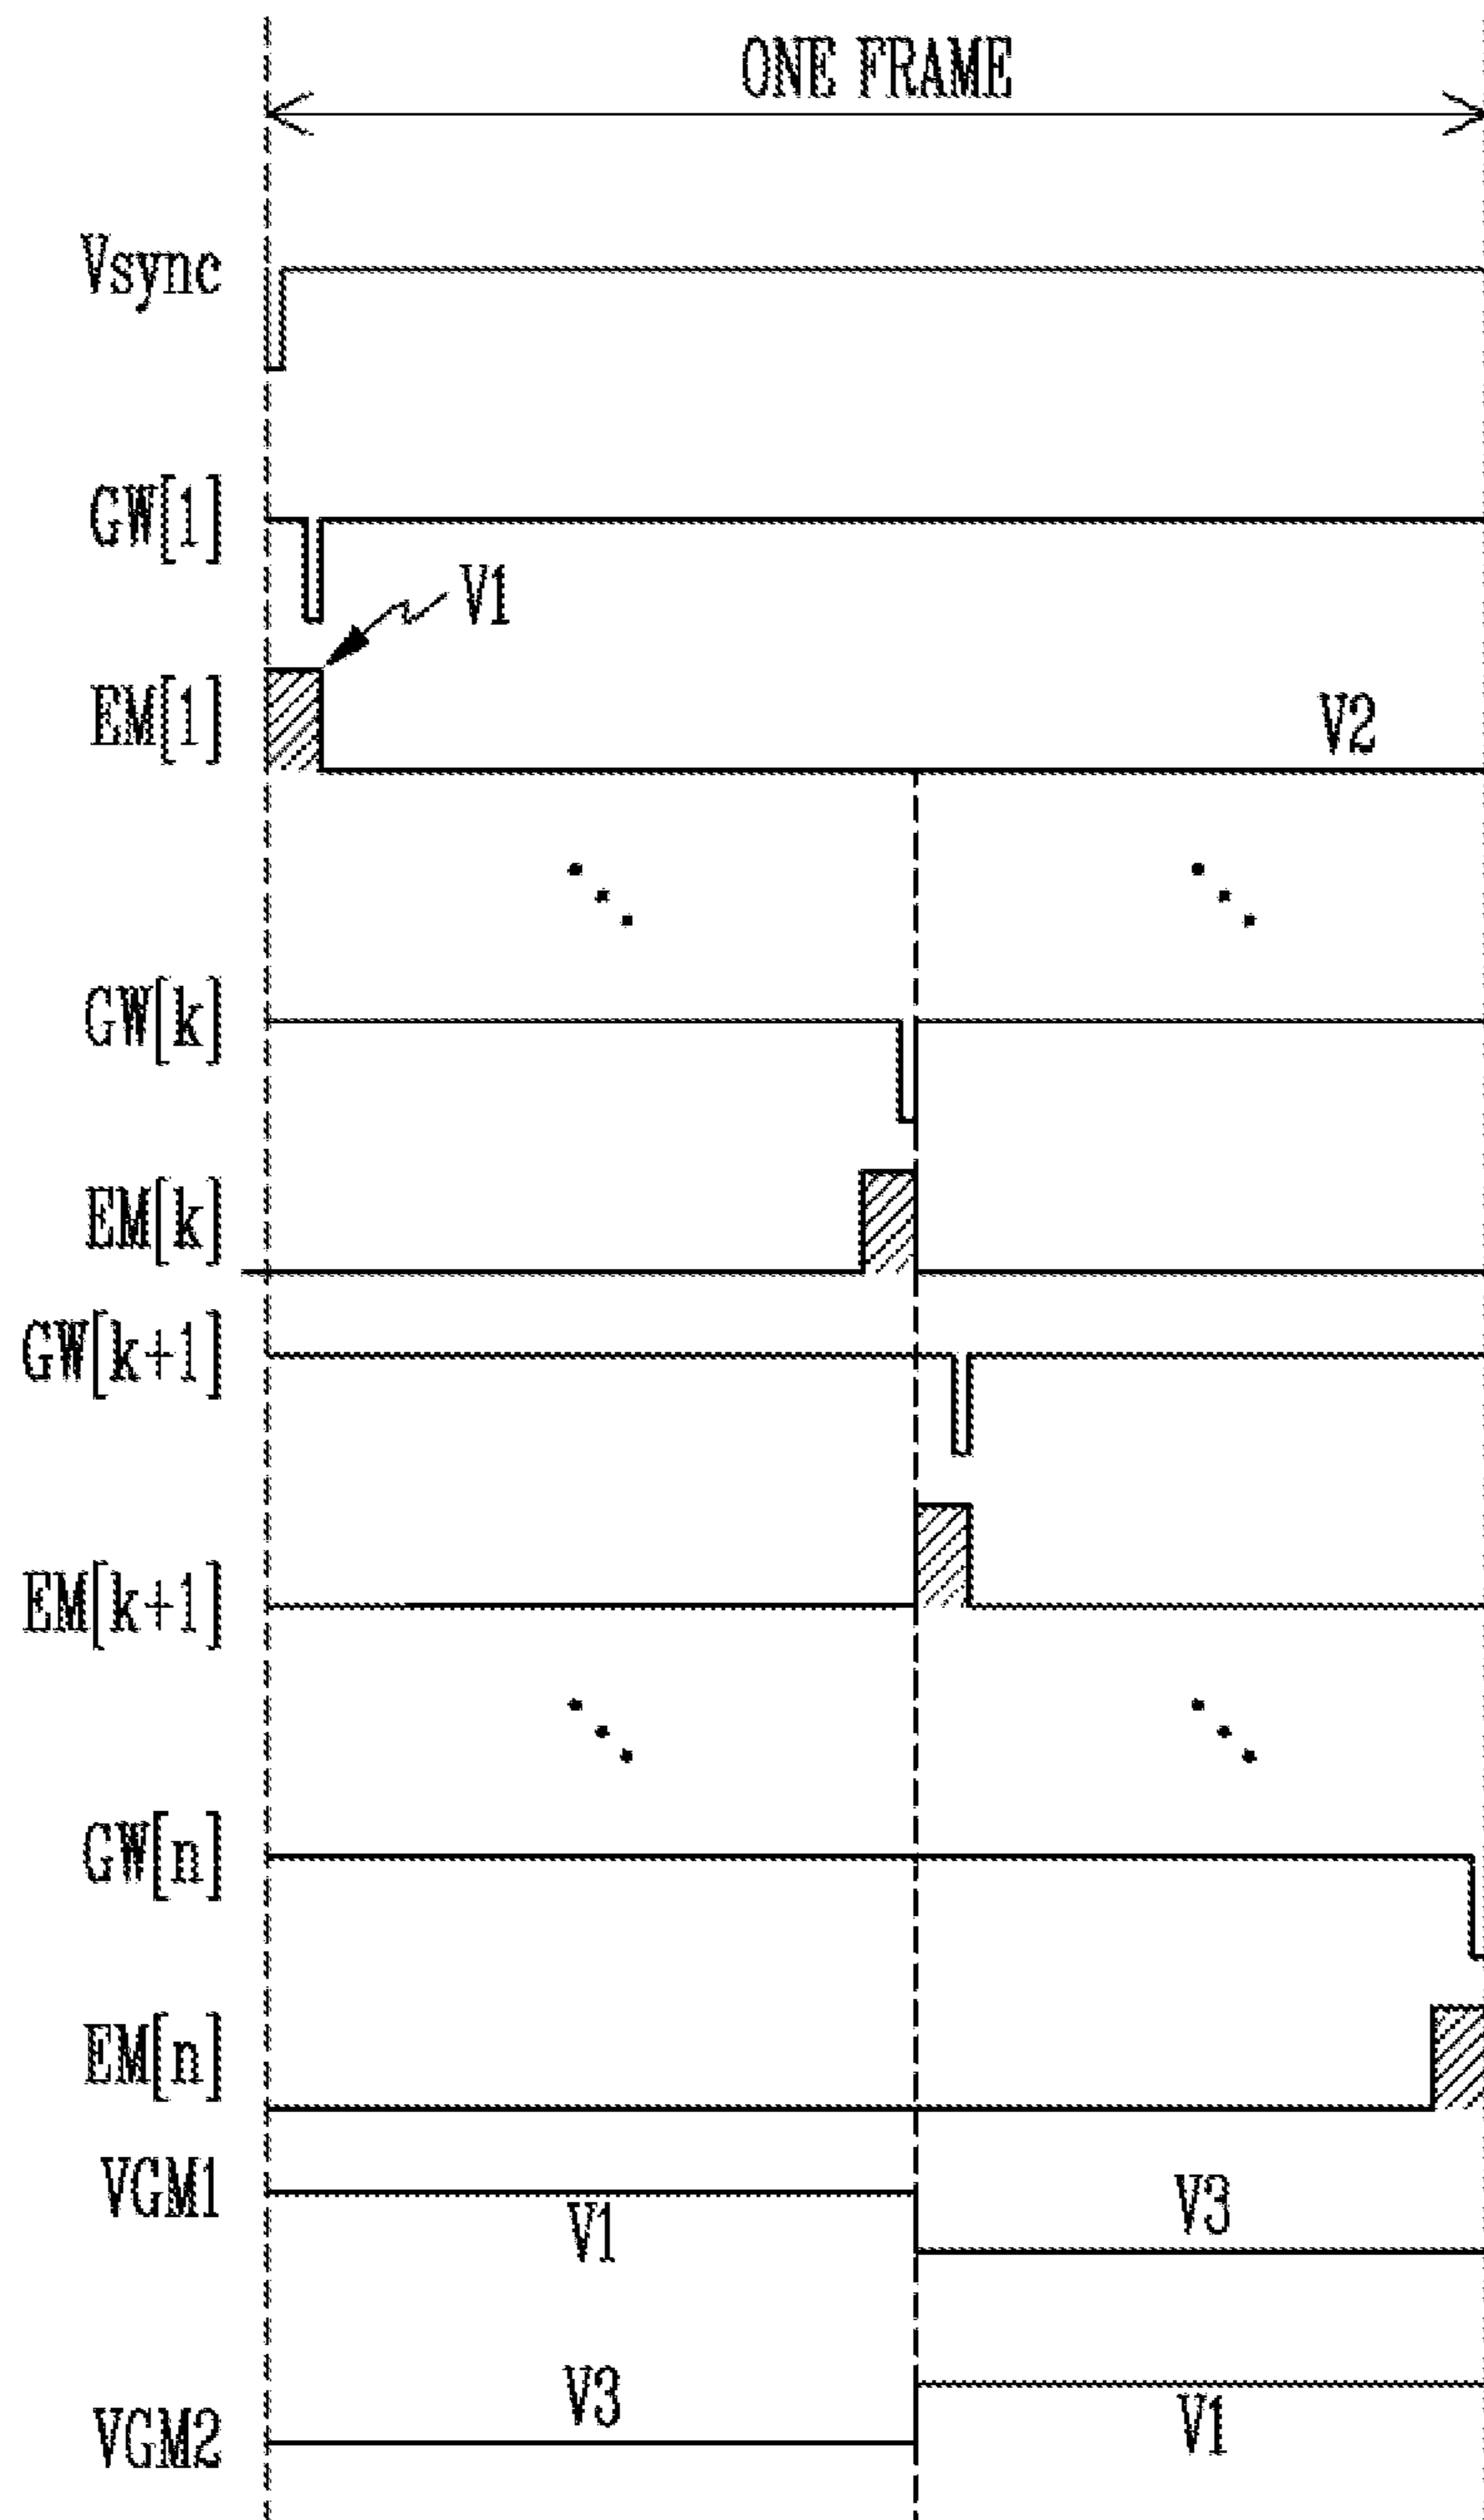 ONE FRAME
Vsync
GW[1]
V1
EM[1]
V2
GW[k]
EM[k]
GW[k+1]
EM[k+1]
GW[n]
EM[n]
VGM1
V1
V3
VGM2
V3
V1